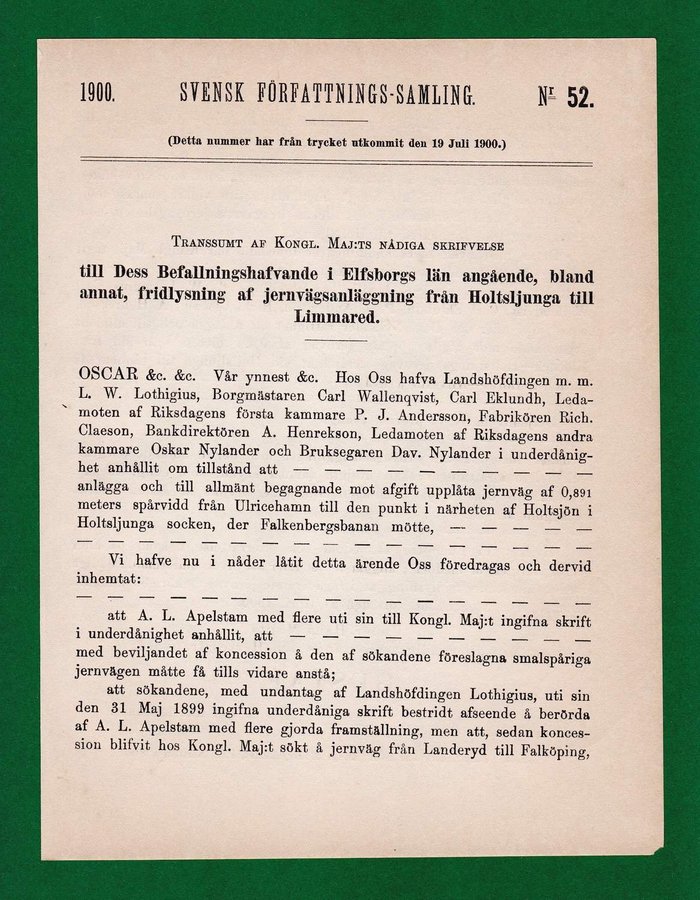 1900. SVENSK FÖRFATTNINGS-SAMLING. Nr 52.
(Detta nummer har från trycket utkommit den 19 Juli 1900.)
TRANSSUMT AF KONGL. MAJ:TS NÅDIGA SKRIFVELSE
till Dess Befallningshafvande i Elfsborgs län angående, bland
annat, fridlysning af jernvägsanläggning från Holtsljunga till
Limmared.
OSCAR &c. &c. Vår ynnest &c. Hos Oss hafva Landshöfdingen m. m.
L. W. Lothigius, Borgmästaren Carl Wallenqvist, Carl Eklundh, Leda-
moten af Riksdagens första kammare P. J. Andersson, Fabrikören Rich.
Claeson, Bankdirektören A. Henrekson, Ledamoten af Riksdagens andra
kammare Oskar Nylander och Bruksegaren Dav. Nylander i underdånig-
het anhållit om tillstånd att — — — — — — — — —
anlägga och till allmänt begagnande mot afgift upplåta jernväg af 0,891
meters spårvidd från Ulricehamn till den punkt i närheten af Holtsjön i
Holtsljunga socken, der Falkenbergsbanan mötte, — — — — —
— — — — — — — — — — — — — — —
Vi hafve nu i nåder låtit detta ärende Oss föredragas och dervid
inhemtat:
— — — — — — — — — — — — — — —
att A. L. Apelstam med flere uti sin till Kongl. Maj:t ingifna skrift
i underdånighet anhållit, att — — — — — — — — —
med beviljandet af koncession å den af sökandene föreslagna smalspåriga
jernvägen måtte få tills vidare anstå;
att sökandene, med undantag af Landshöfdingen Lothigius, uti sin
den 31 Maj 1899 ingifna underdåniga skrift bestridt afseende å berörda
af A. L. Apelstam med flere gjorda framställning, men att, sedan konces-
sion blifvit hos Kongl. Maj:t sökt å jernväg från Landeryd till Falköping,